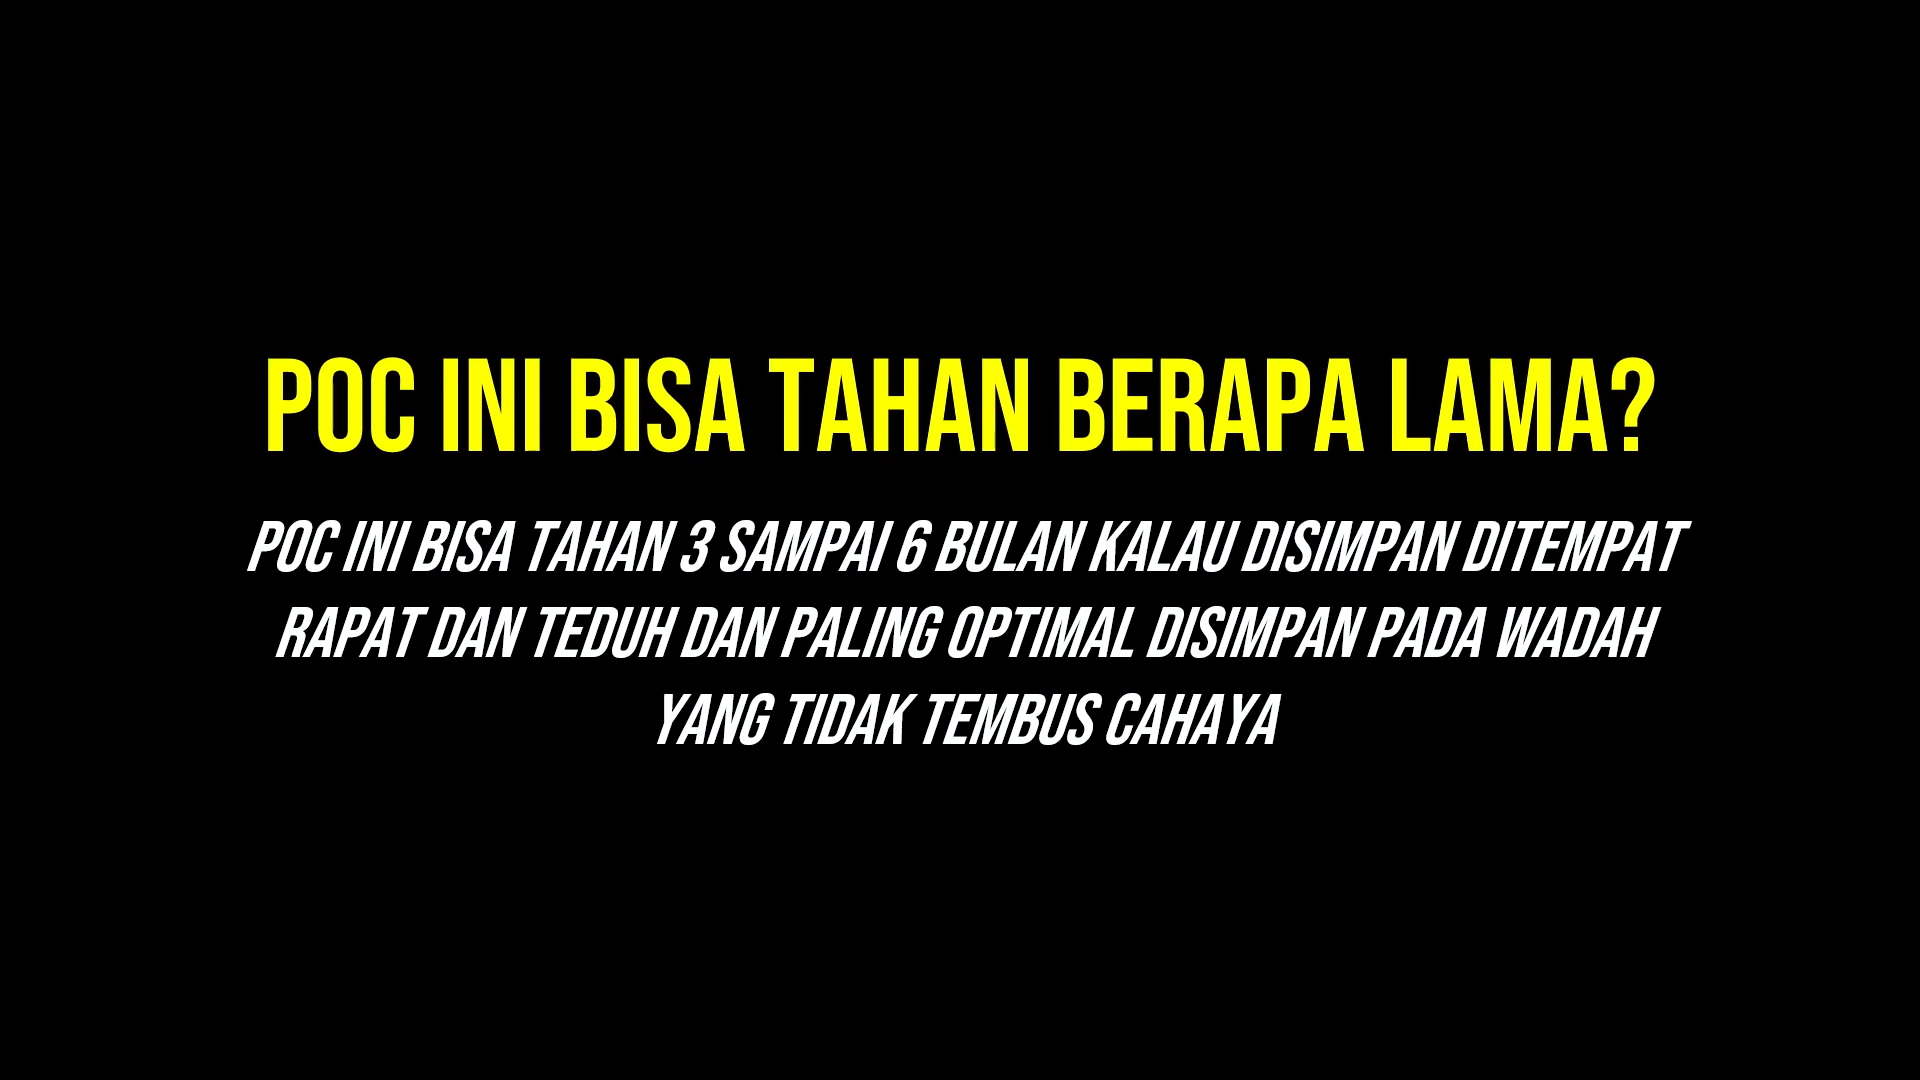 POC INI BISA TAHAN BERAPA LAMA?
POC INI BISA TAHAN 3 SAMPAI 6 BULAN KALAU DISIMPAN DITEMPAT
RAPAT DAN TEDUH DAN PALING OPTIMAL DISIMPAN PADA WADAH
YANG TIDAK TEMBUS CAHAYA